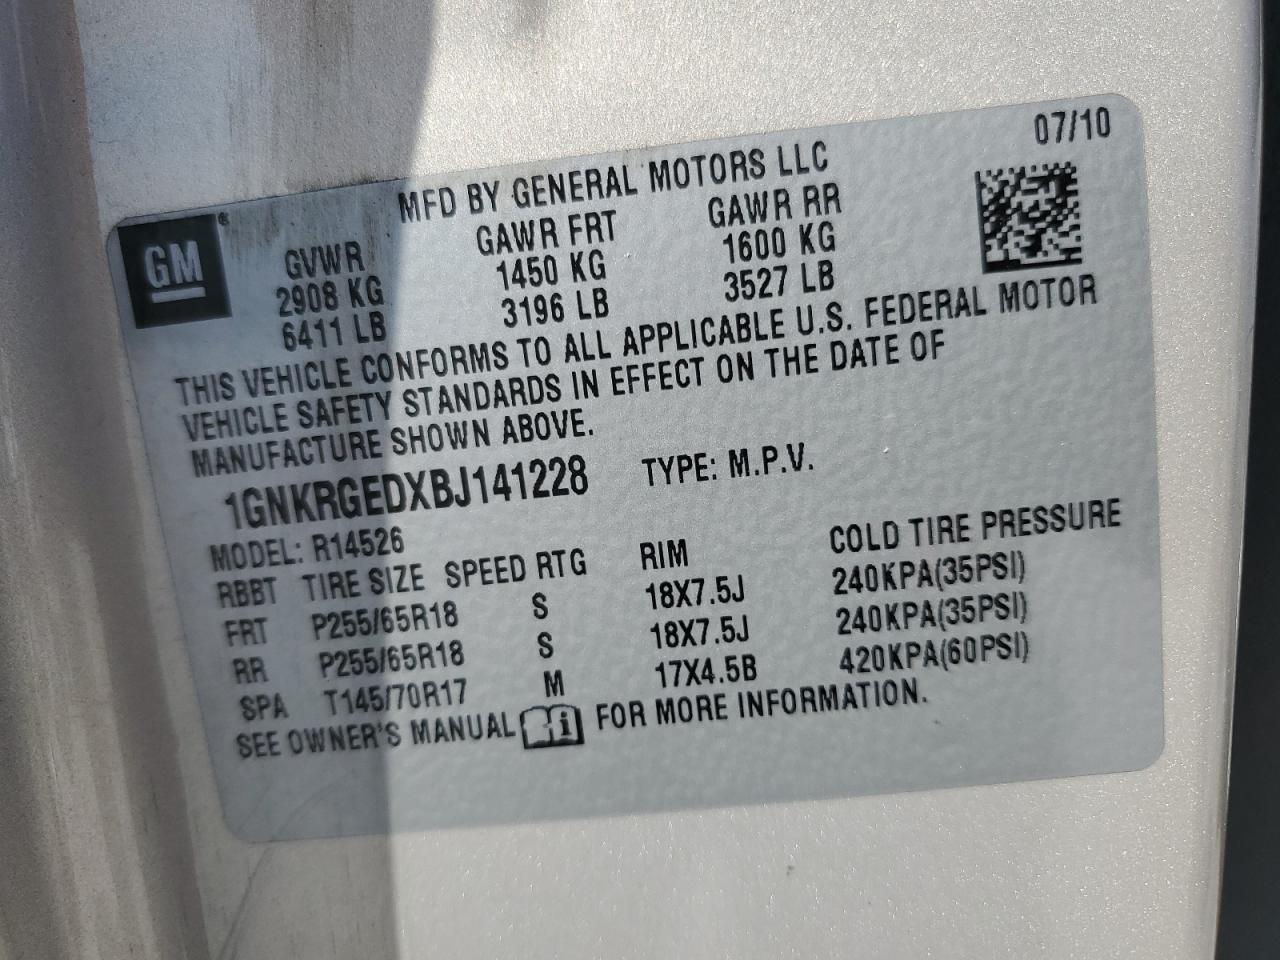 07/10
MFD BY GENERAL MOTORS LLC
GM®
GVWR GAWR FRT GAWR RR
2908 KG 1450 KG 1600 KG
6411 LB 3196 LB 3527 LB
THIS VEHICLE CONFORMS TO ALL APPLICABLE U.S. FEDERAL MOTOR
VEHICLE SAFETY STANDARDS IN EFFECT ON THE DATE OF
MANUFACTURE SHOWN ABOVE.
1GNKRGEDXBJ141228 TYPE: M.P.V.
MODEL: R14526
RBBT TIRE SIZE SPEED RTG RIM COLD TIRE PRESSURE
FRT P255/65R18 S 18X7.5J 240KPA(35PSI)
RR P255/65R18 S 18X7.5J 240KPA(35PSI)
SPA T145/70R17 M 17X4.5B 420KPA(60PSI)
SEE OWNER'S MANUAL i FOR MORE INFORMATION.